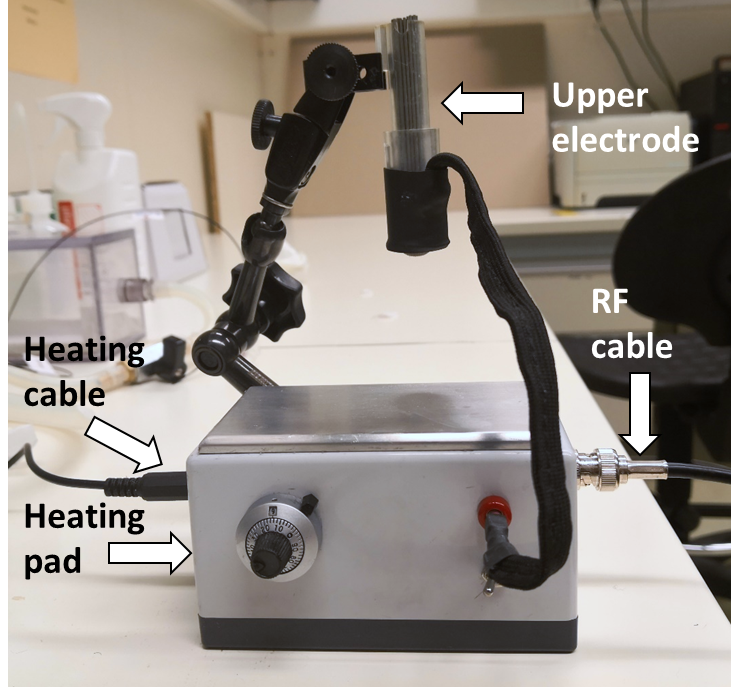 Upper
electrode
RF
cable
Heating
cable
Heating
pad